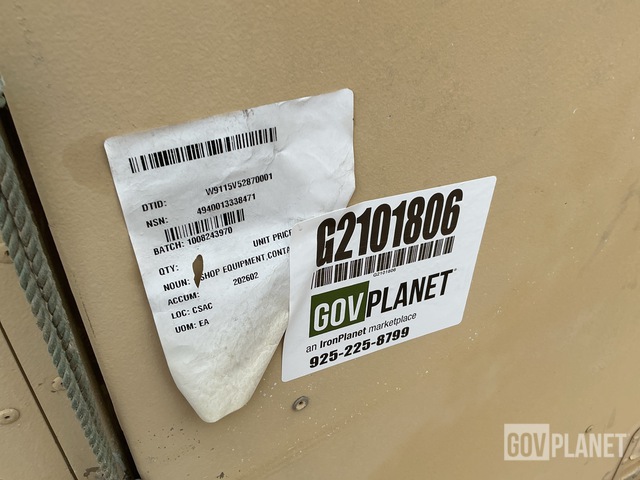 DTID: W9115V52870001
NSN: 4940013338471
BATCH: 1008243970
QTY: UNIT PRICE
NOUN: SHOP EQUIPMENT,CONTA
ACCUM: 202602
LOC: CSAC
UOM: EA
G2101806
G2101806
GOVPLANET
an IronPlanet marketplace
925-225-8799
GOVPLANET